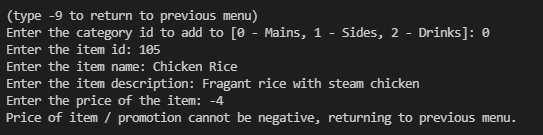 (type -9 to return to previous menu)
Enter the category id to add to [0 - Mains, 1 - Sides, 2 - Drinks]: 0
Enter the item id: 105
Enter the item name: Chicken Rice
Enter the item description: Fragant rice with steam chicken
Enter the price of the item: -4
Price of item / promotion cannot be negative, returning to previous menu.